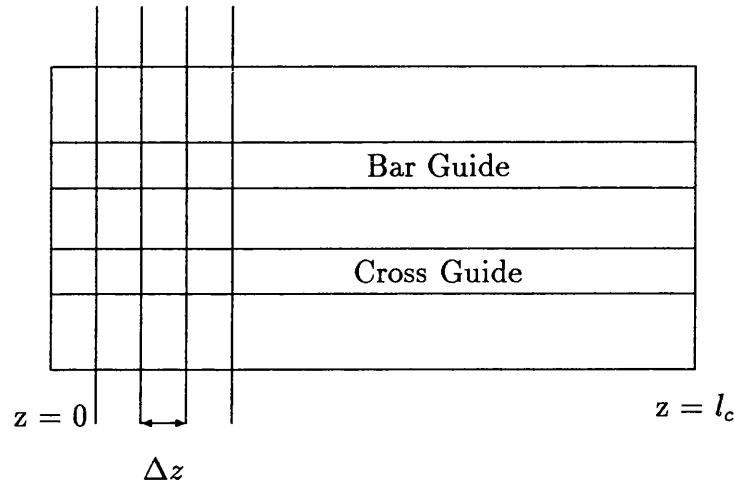 Bar Guide
Cross Guide
z = 0
z = l_c
Δz